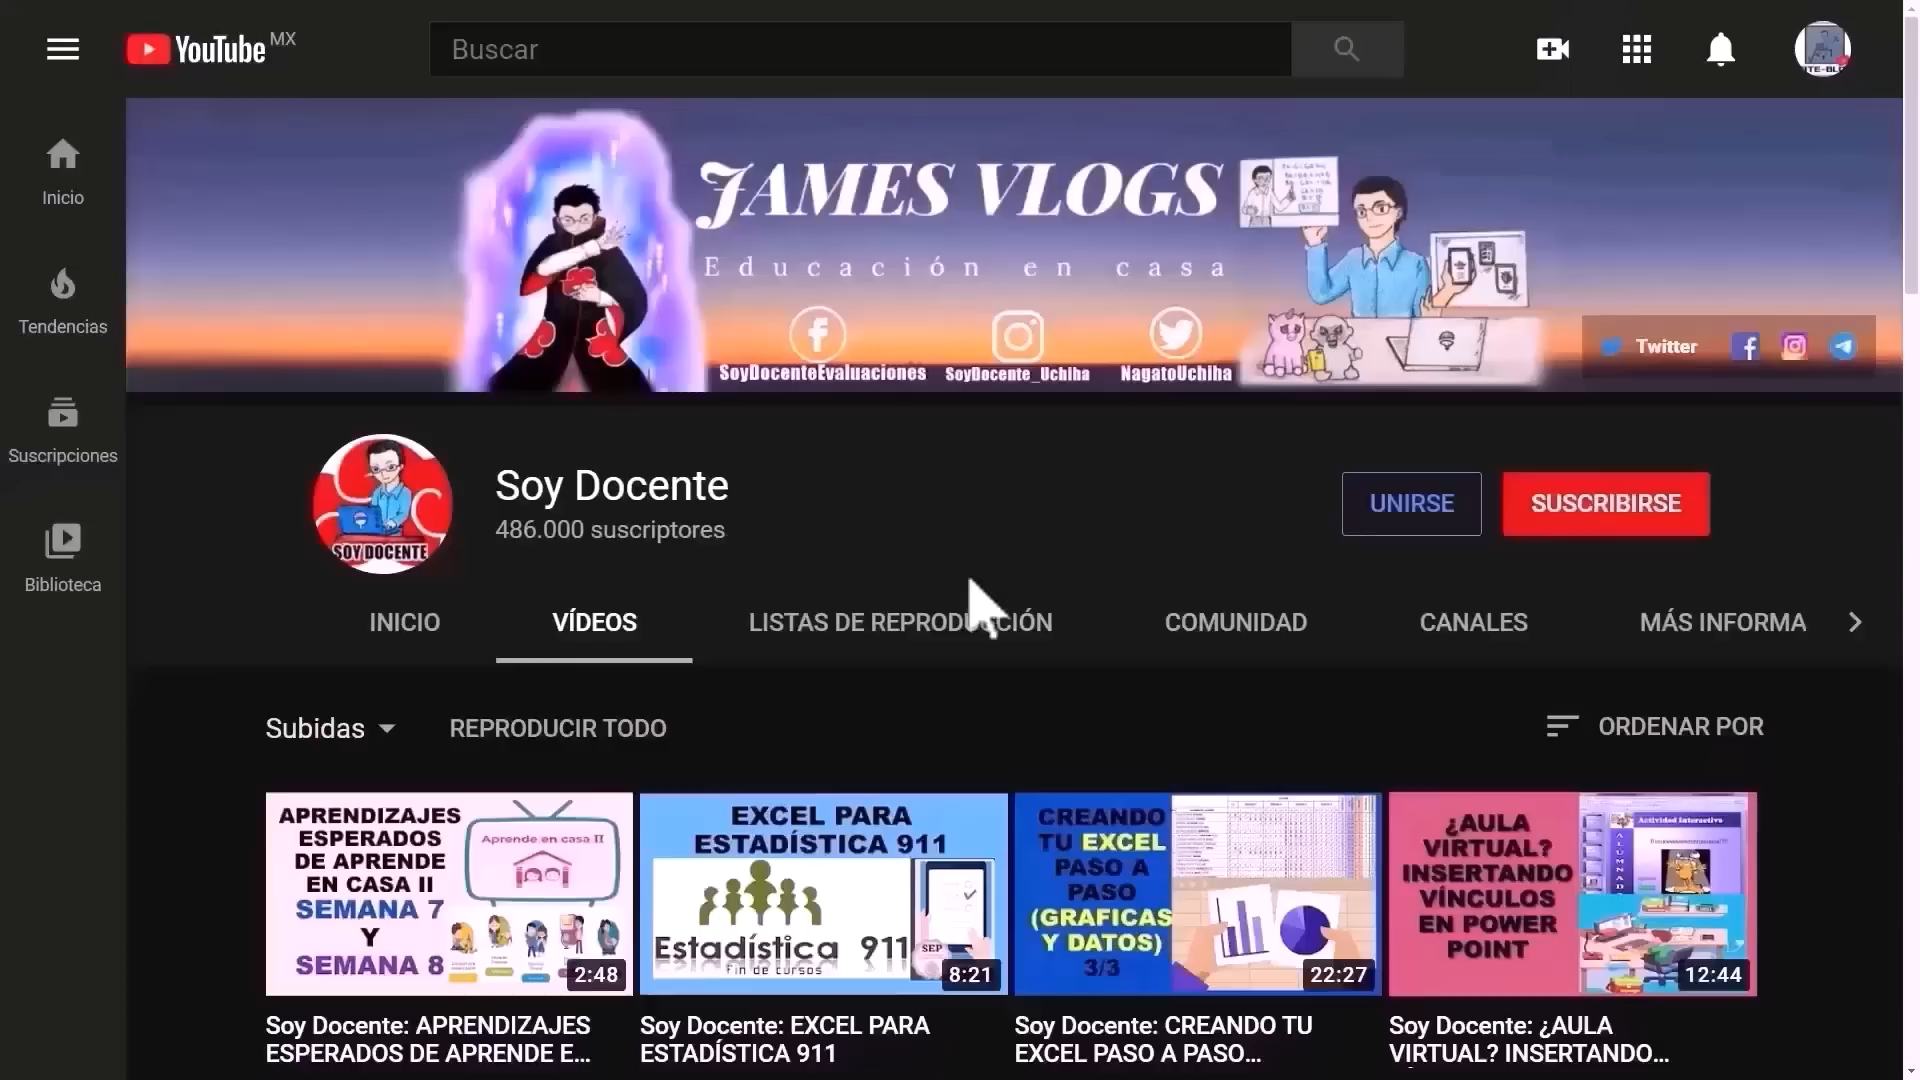 YouTube MX
Buscar
Inicio
Tendencias
Suscripciones
Biblioteca
JAMES VLOGS
Educación en casa
SoyDocenteEvaluaciones
SoyDocente_Uchiha
NagatoUchiha
Twitter
SOY DOCENTE
Soy Docente
486.000 suscriptores
UNIRSE
SUSCRIBIRSE
INICIO
VÍDEOS
LISTAS DE REPRODUCCIÓN
COMUNIDAD
CANALES
MÁS INFORMA
Subidas
REPRODUCIR TODO
ORDENAR POR
APRENDIZAJES
ESPERADOS
DE APRENDE
EN CASA II
SEMANA 7
Y
SEMANA 8
Aprende en casa II
2:48
EXCEL PARA
ESTADÍSTICA 911
Estadística 911
Fin de cursos
SEP
8:21
CREANDO
TU EXCEL
PASO A
PASO
(GRAFICAS
Y DATOS)
3/3
22:27
¿AULA
VIRTUAL?
INSERTANDO
VÍNCULOS
EN POWER
POINT
Actividad Interactivo
ALUMNAD
12:44
Soy Docente: APRENDIZAJES
ESPERADOS DE APRENDE E...
Soy Docente: EXCEL PARA
ESTADÍSTICA 911
Soy Docente: CREANDO TU
EXCEL PASO A PASO...
Soy Docente: ¿AULA
VIRTUAL? INSERTANDO...